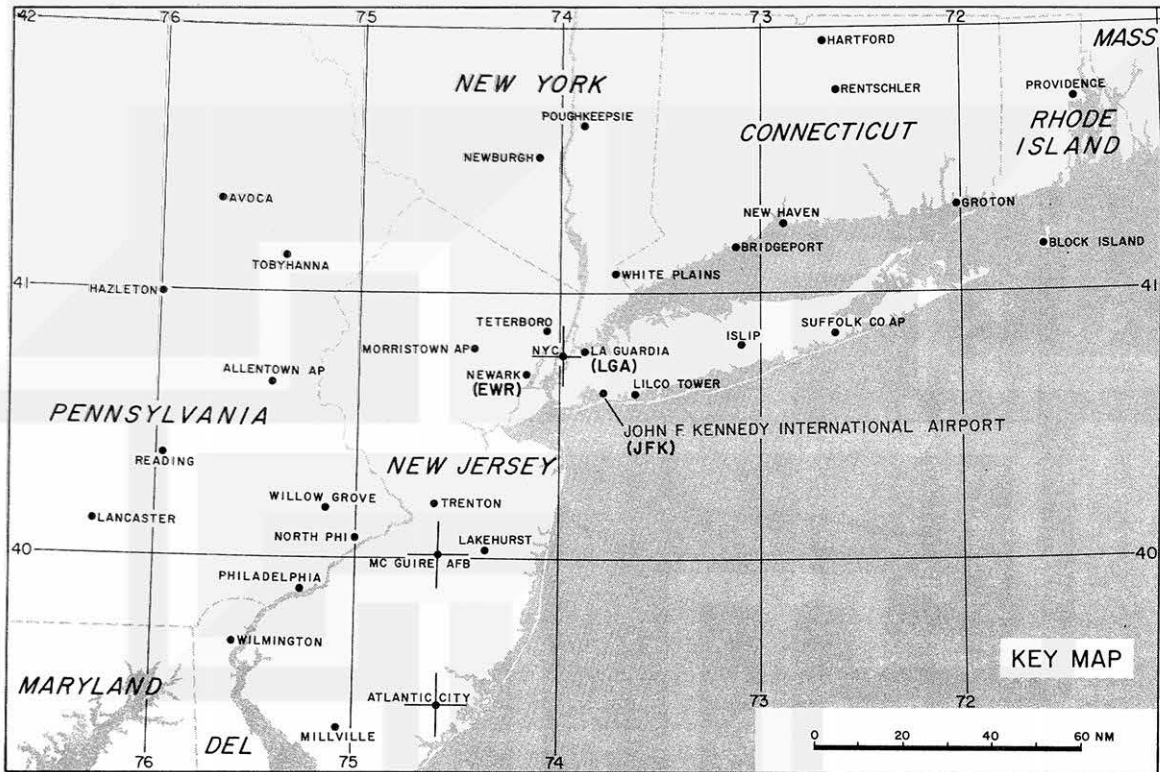 42
76
75
74
73
72
HARTFORD
MASS
NEW YORK
RENTSCHLER
PROVIDENCE
POUGHKEEPSIE
CONNECTICUT
RHODE
ISLAND
NEWBURGH
AVOCA
NEW HAVEN
GROTON
BRIDGEPORT
BLOCK ISLAND
TOBYHANNA
WHITE PLAINS
HAZLETON
41
41
TETERBORO
SUFFOLK CO AP
ISLIP
MORRISTOWN AP
NYC
LA GUARDIA
(LGA)
ALLENTOWN AP
NEWARK
(EWR)
LILCO TOWER
PENNSYLVANIA
JOHN F. KENNEDY INTERNATIONAL AIRPORT
(JFK)
READING
NEW JERSEY
WILLOW GROVE
TRENTON
LANCASTER
NORTH PHI
LAKEHURST
40
40
MC GUIRE AFB
PHILADELPHIA
WILMINGTON
KEY MAP
MARYLAND
ATLANTIC CITY
73
72
MILLVILLE
DEL
0 20 40 60 NM
76
75
74